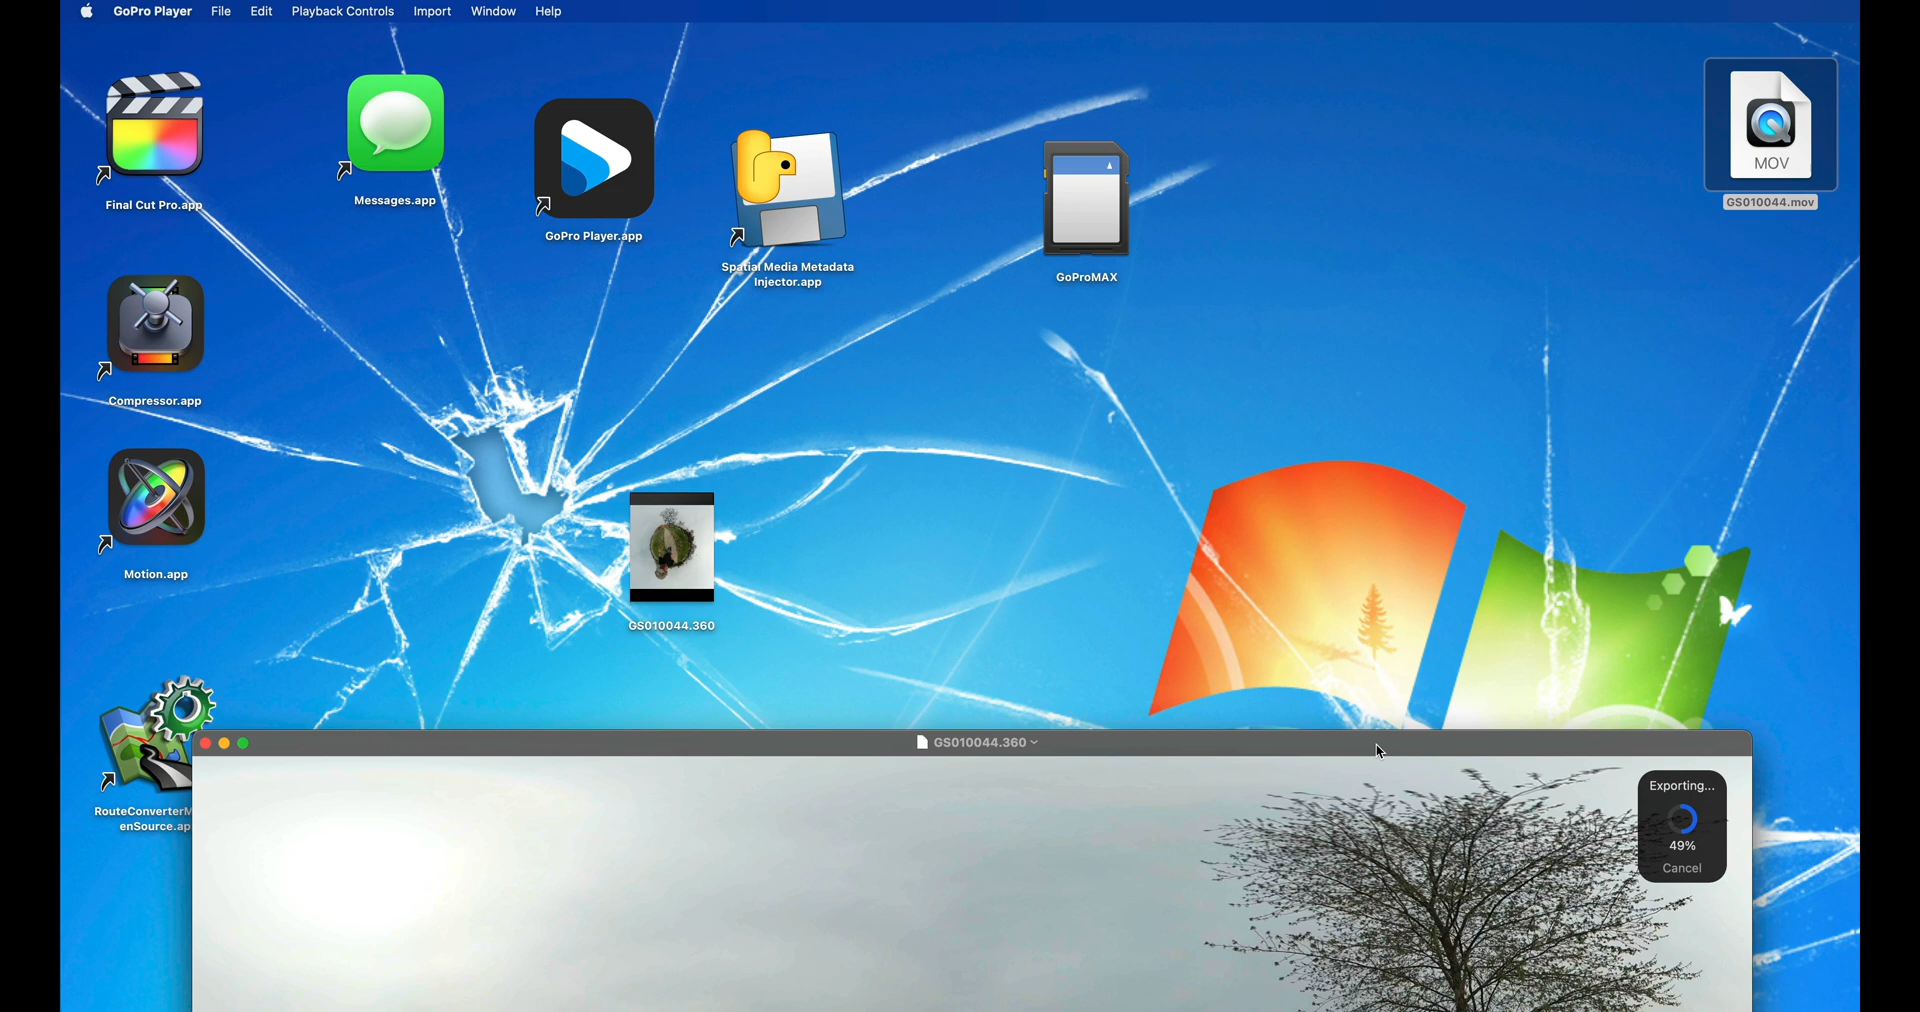 GoPro Player File Edit Playback Controls Import Window Help
MOV
GS010044.mov
Final Cut Pro.app
Messages.app
GoPro Player.app
Spatial Media Metadata
Injector.app
GoProMAX
Compressor.app
Motion.app
GS010044.360
RouteConverterM
enSource.ap
GS010044.360
Exporting...
49%
Cancel